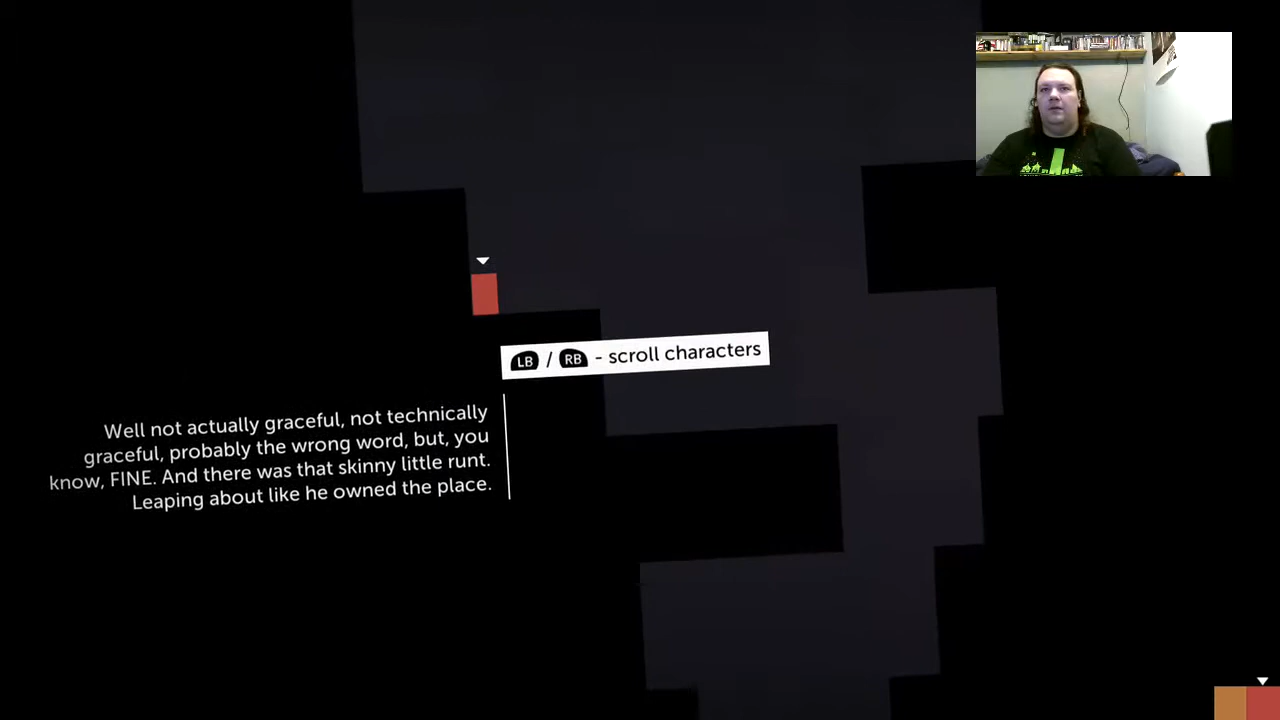 LB / RB - scroll characters
Well not actually graceful, not technically
graceful, probably the wrong word, but, you
know, FINE. And there was that skinny little runt.
Leaping about like he owned the place.